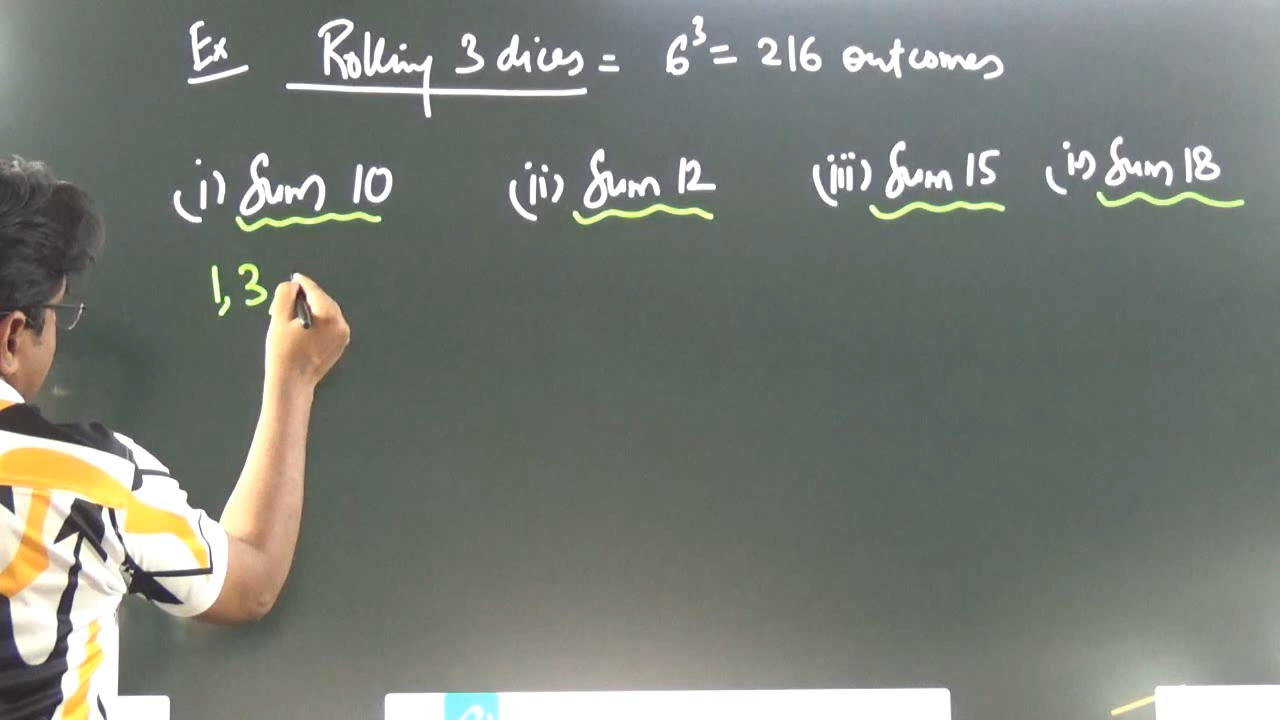 Ex Rolling 3 dices = 6³ = 216 outcomes
(i) Sum 10 (ii) Sum 12 (iii) Sum 15 (iv) Sum 18
1, 3